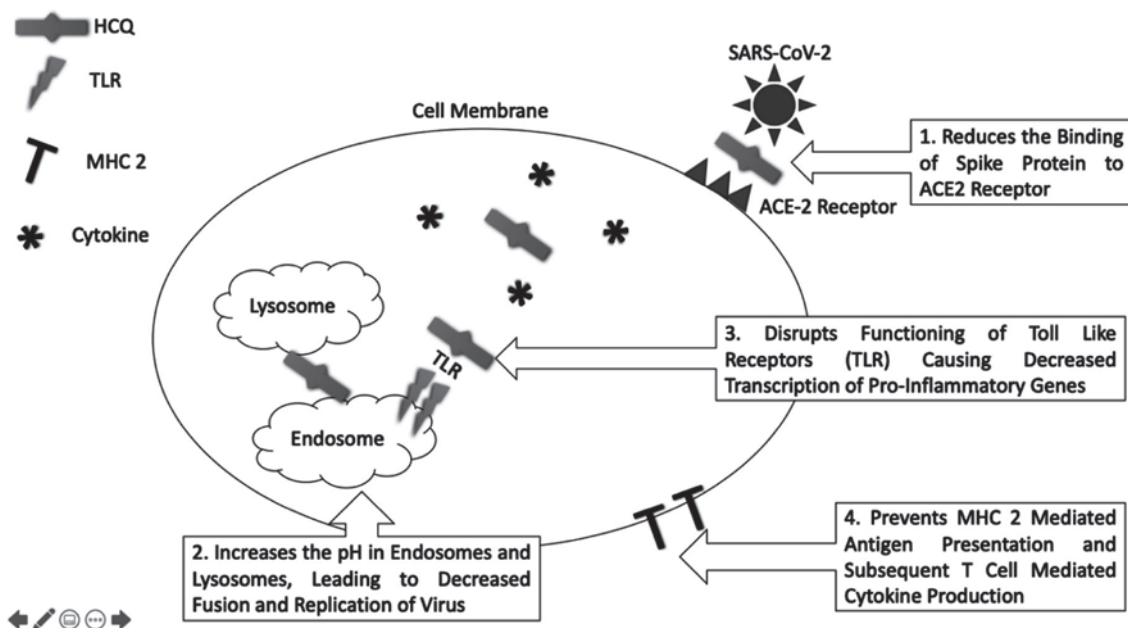 HCQ
TLR
MHC 2
Cytokine
Cell Membrane
SARS-CoV-2
1. Reduces the Binding
of Spike Protein to
ACE2 Receptor
ACE-2 Receptor
Lysosome
TLR
3. Disrupts Functioning of Toll Like
Receptors (TLR) Causing Decreased
Transcription of Pro-Inflammatory Genes
Endosome
2. Increases the pH in Endosomes and
Lysosomes, Leading to Decreased
Fusion and Replication of Virus
4. Prevents MHC 2 Mediated
Antigen Presentation and
Subsequent T Cell Mediated
Cytokine Production